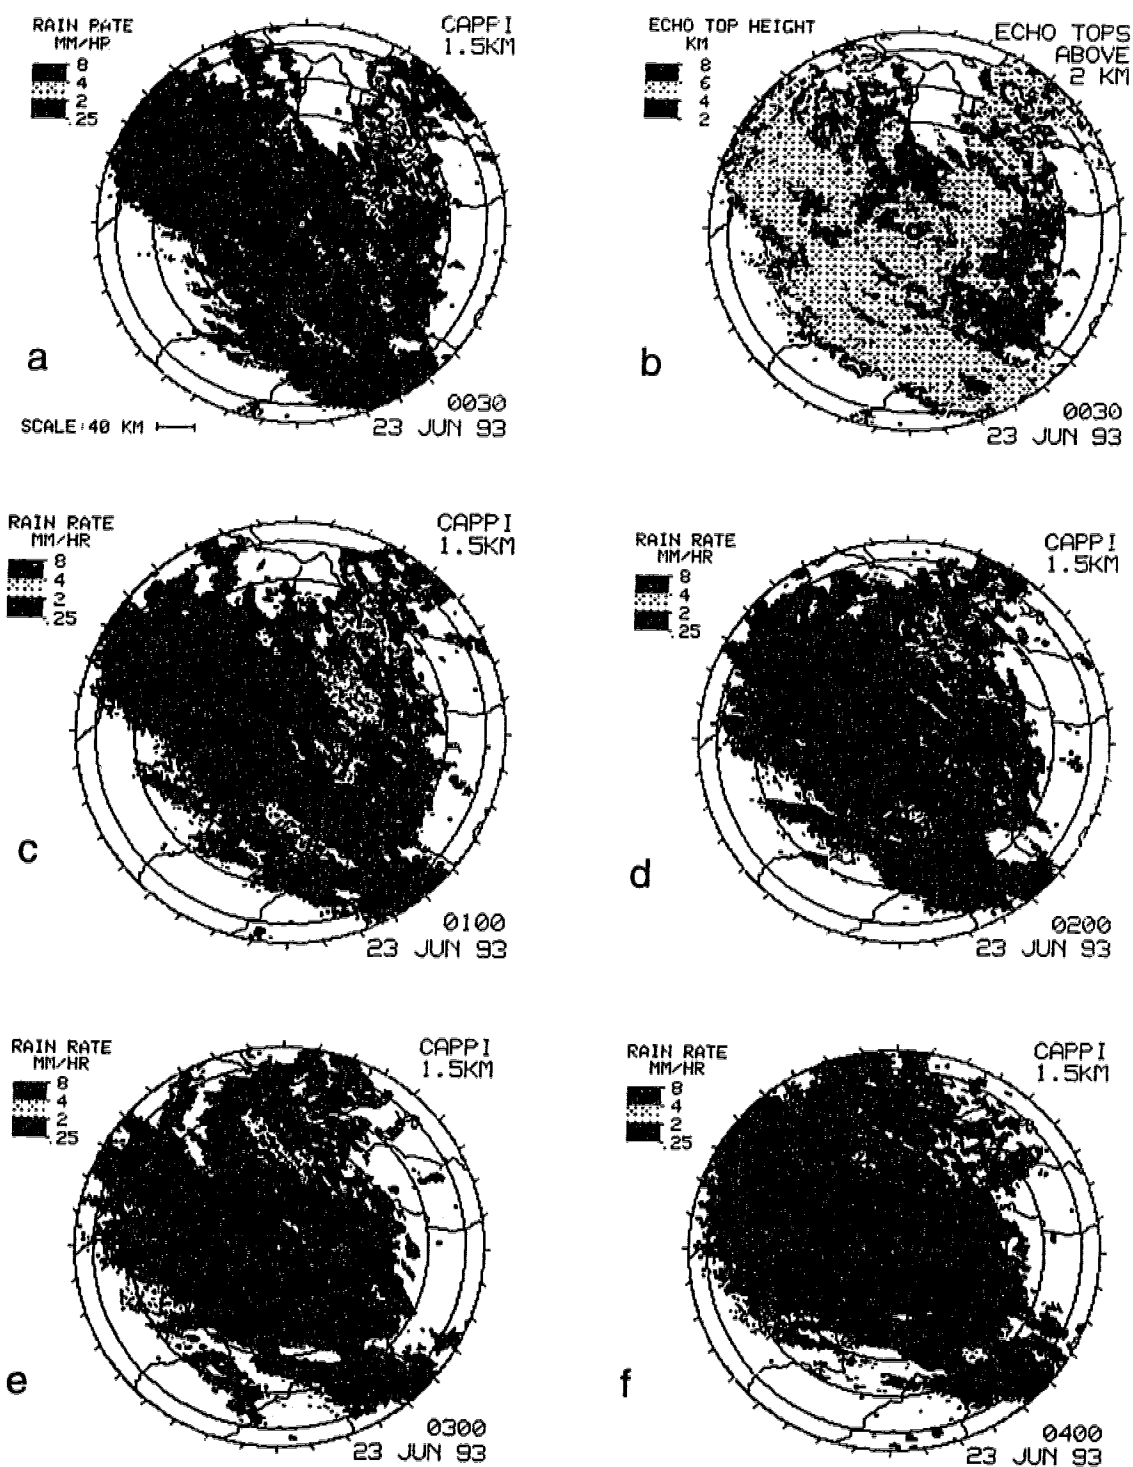 RAIN RATE
MM/HR
8
4
2
.25
CAPPI
1.5KM
a
SCALE:40 KM
0030
23 JUN 93
ECHO TOP HEIGHT
KM
8
6
4
2
ECHO TOPS
ABOVE
2 KM
b
0030
23 JUN 93
RAIN RATE
MM/HR
8
4
2
.25
CAPPI
1.5KM
c
0100
23 JUN 93
RAIN RATE
MM/HR
8
4
2
.25
CAPPI
1.5KM
d
0200
23 JUN 93
RAIN RATE
MM/HR
8
4
2
.25
CAPPI
1.5KM
e
0300
23 JUN 93
RAIN RATE
MM/HR
8
4
2
.25
CAPPI
1.5KM
f
0400
23 JUN 93